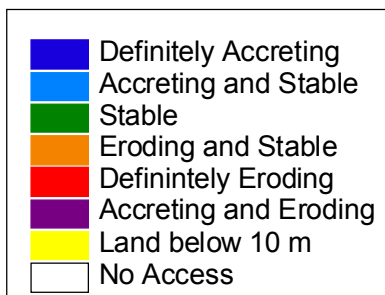 Definitely Accreting
Accreting and Stable
Stable
Eroding and Stable
Definintely Eroding
Accreting and Eroding
Land below 10 m
No Access